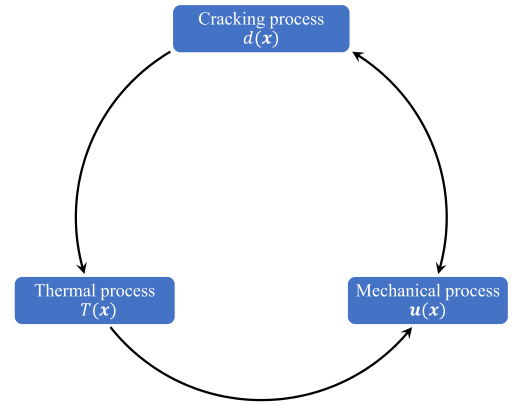 Cracking process
d(x)
Thermal process
T(x)
Mechanical process
u(x)